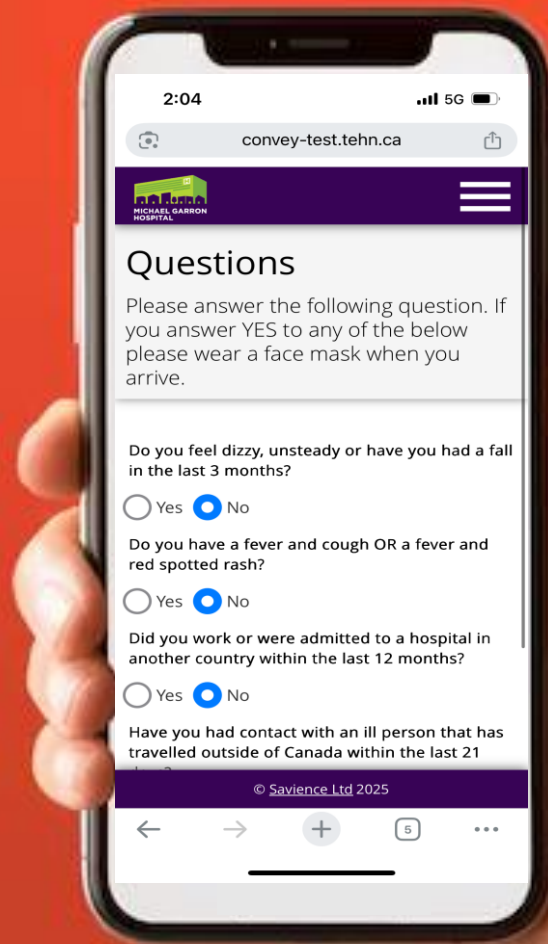 2:04
5G
convey-test.tehn.ca
MICHAEL GARRON
HOSPITAL
Questions
Please answer the following question. If
you answer YES to any of the below
please wear a face mask when you
arrive.
Do you feel dizzy, unsteady or have you had a fall
in the last 3 months?
Yes No
Do you have a fever and cough OR a fever and
red spotted rash?
Yes No
Did you work or were admitted to a hospital in
another country within the last 12 months?
Yes No
Have you had contact with an ill person that has
travelled outside of Canada within the last 21
© Savience Ltd 2025
5